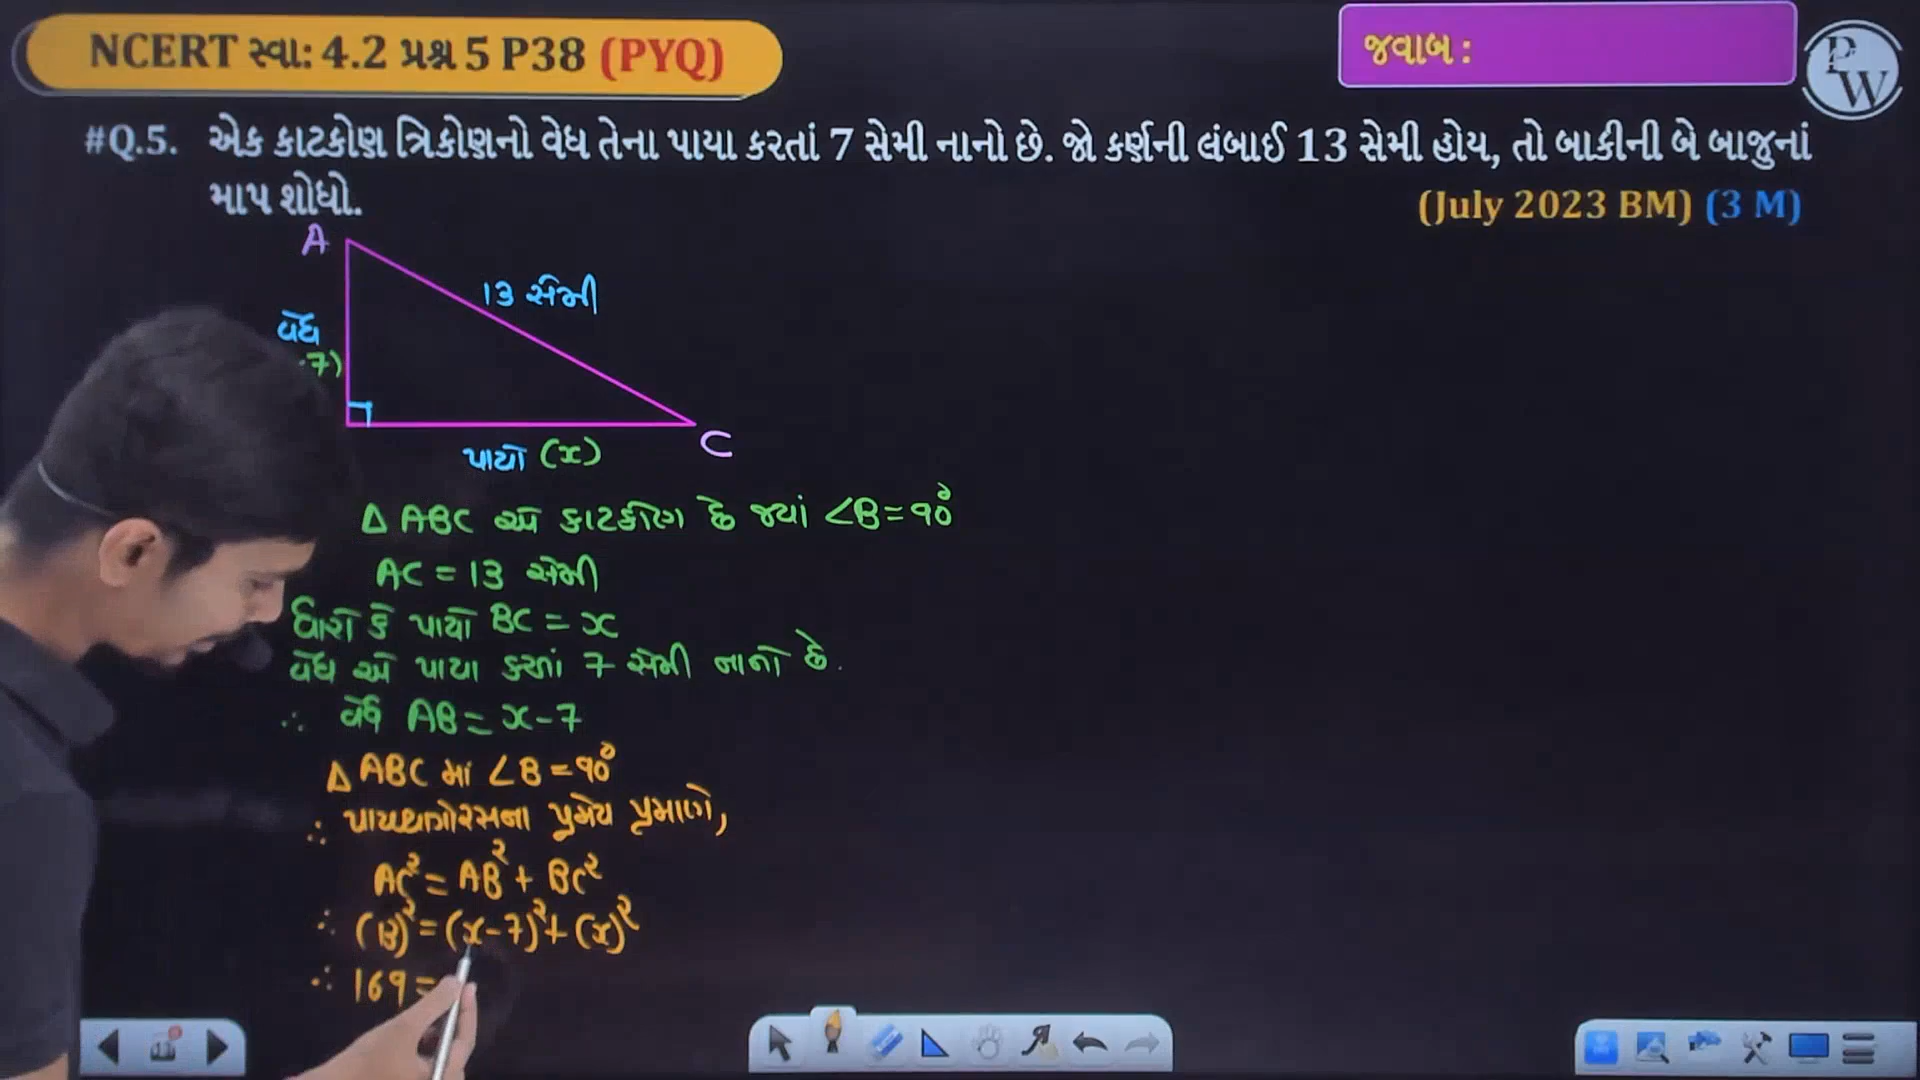 NCERT સ્વા: 4.2 પ્રશ્ન 5 P38 (PYQ)
જવાબ :
PW
#Q.5. એક કાટકોણ ત્રિકોણનો વેધ તેના પાયા કરતાં 7 સેમી નાનો છે. જો કર્ણની લંબાઈ 13 સેમી હોય, તો બાકીની બે બાજુનાં
માપ શોધો.
(July 2023 BM) (3 M)
A
13 સેમી
વેધ
7)
પાયો (x)
C
Δ ABC એ કાટકોણ છે જ્યાં ∠B = 90°
AC = 13 સેમી
ધારો કે પાયો BC = x
વેધ એ પાયા કરતાં 7 સેમી નાનો છે.
∴ વેધ AB = x - 7
Δ ABC માં ∠B = 90°
∴ પાયથાગોરસના પ્રમેય પ્રમાણે,
AC² = AB² + BC²
∴ (13)² = (x-7)² + (x)²
∴ 169 =